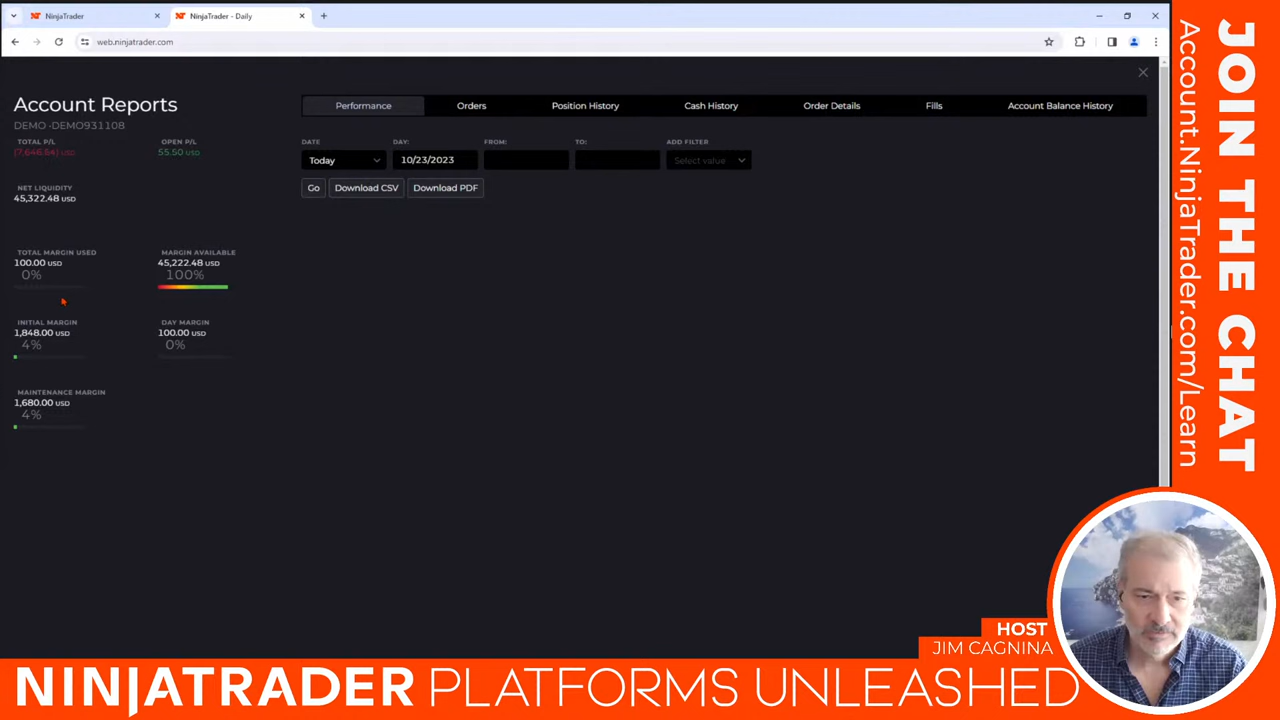 NinjaTrader
NinjaTrader - Daily
web.ninjatrader.com
Account Reports
DEMO -DEMO931108
TOTAL P/L
OPEN P/L
(7,646.64) USD
55.50 USD
NET LIQUIDITY
45,322.48 USD
TOTAL MARGIN USED
MARGIN AVAILABLE
100.00 USD
45,222.48 USD
0%
100%
INITIAL MARGIN
DAY MARGIN
1,848.00 USD
100.00 USD
4%
0%
MAINTENANCE MARGIN
1,680.00 USD
4%
Performance
Orders
Position History
Cash History
Order Details
Fills
Account Balance History
DATE
DAY:
FROM:
TO:
ADD FILTER
Today
10/23/2023
Select value
Go
Download CSV
Download PDF
JOIN THE CHAT
Account.NinjaTrader.com/Learn
HOST
JIM CAGNINA
NINJATRADER PLATFORMS UNLEASHED